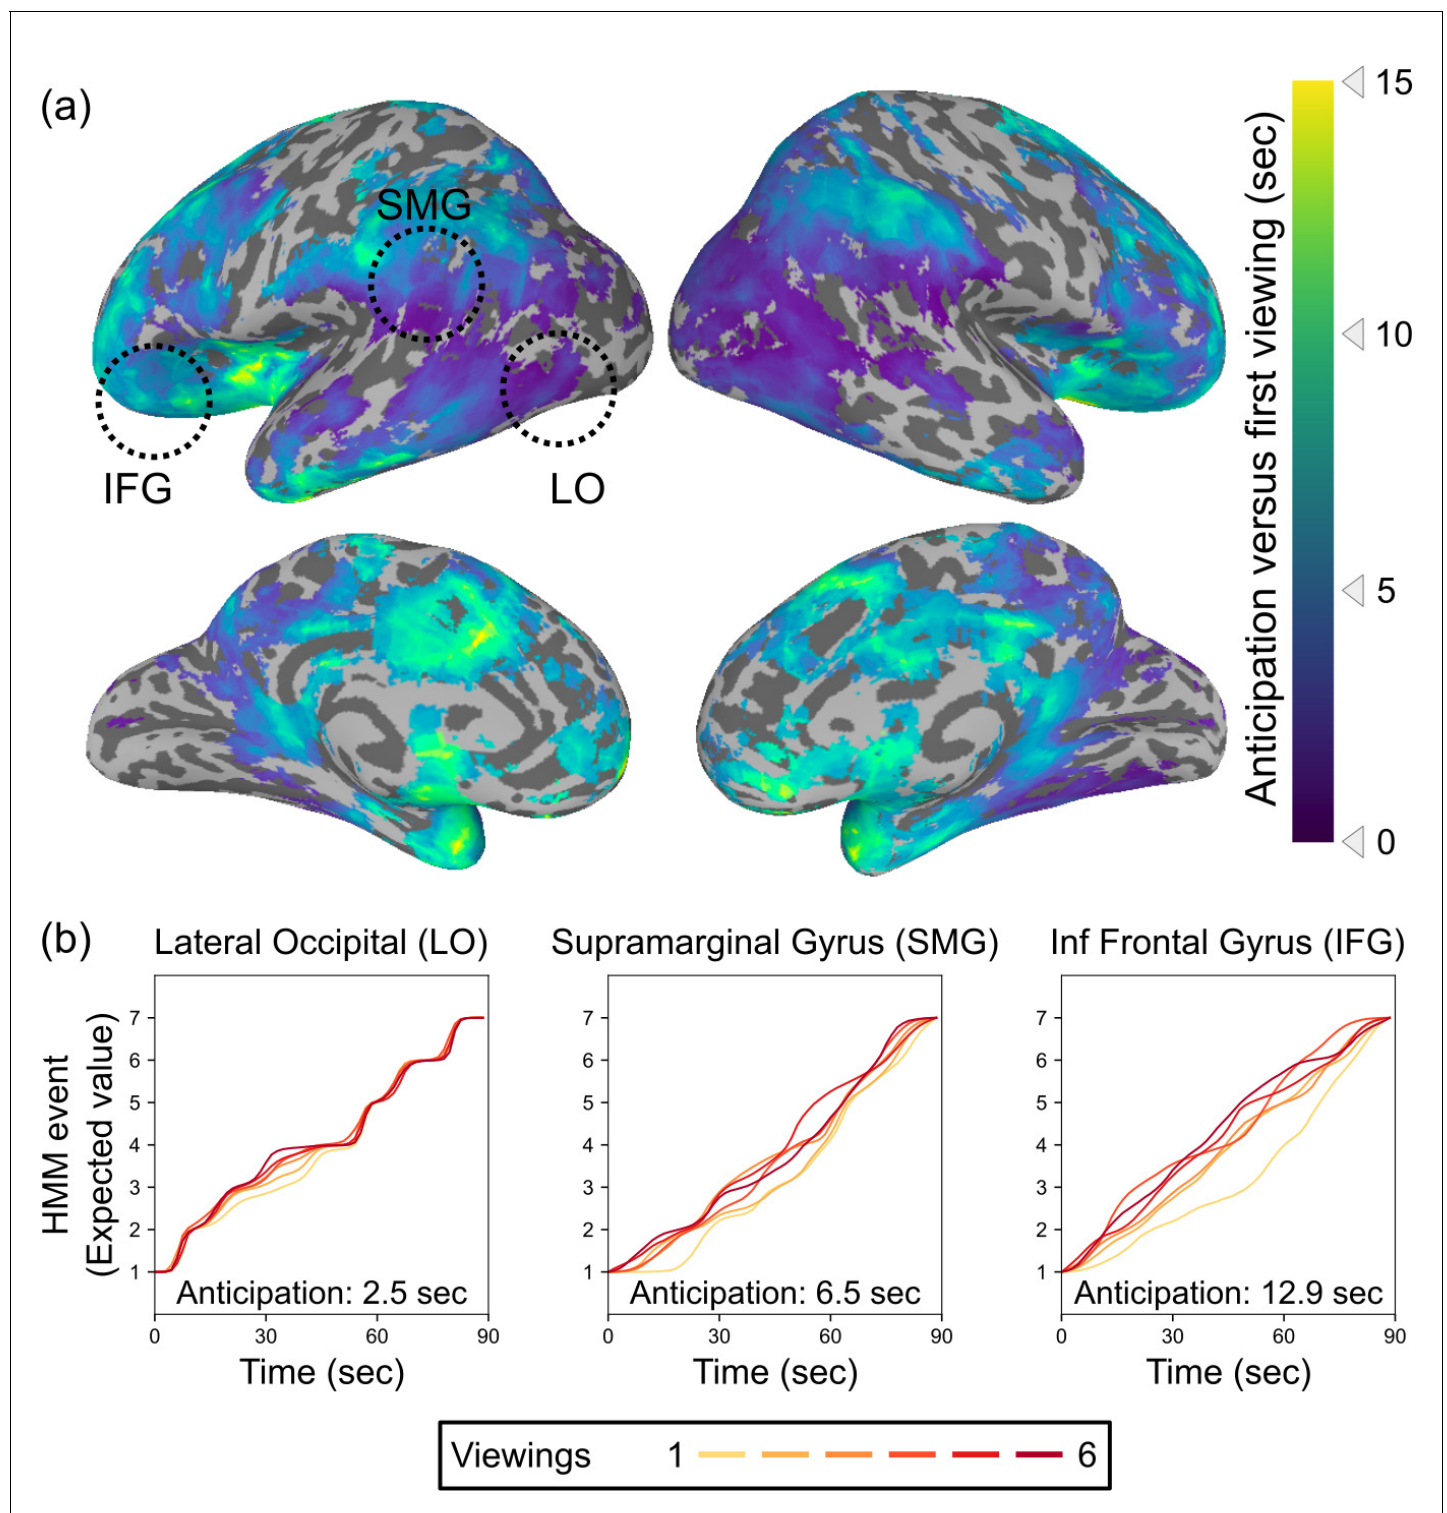 (a)
SMG
IFG
LO
Anticipation versus first viewing (sec)
15
10
5
0
(b)
Lateral Occipital (LO)
Supramarginal Gyrus (SMG)
Inf Frontal Gyrus (IFG)
HMM event
(Expected value)
7
6
5
4
3
2
1
Anticipation: 2.5 sec
0
30
60
90
Time (sec)
7
6
5
4
3
2
1
Anticipation: 6.5 sec
0
30
60
90
Time (sec)
7
6
5
4
3
2
1
Anticipation: 12.9 sec
0
30
60
90
Time (sec)
Viewings 1 6